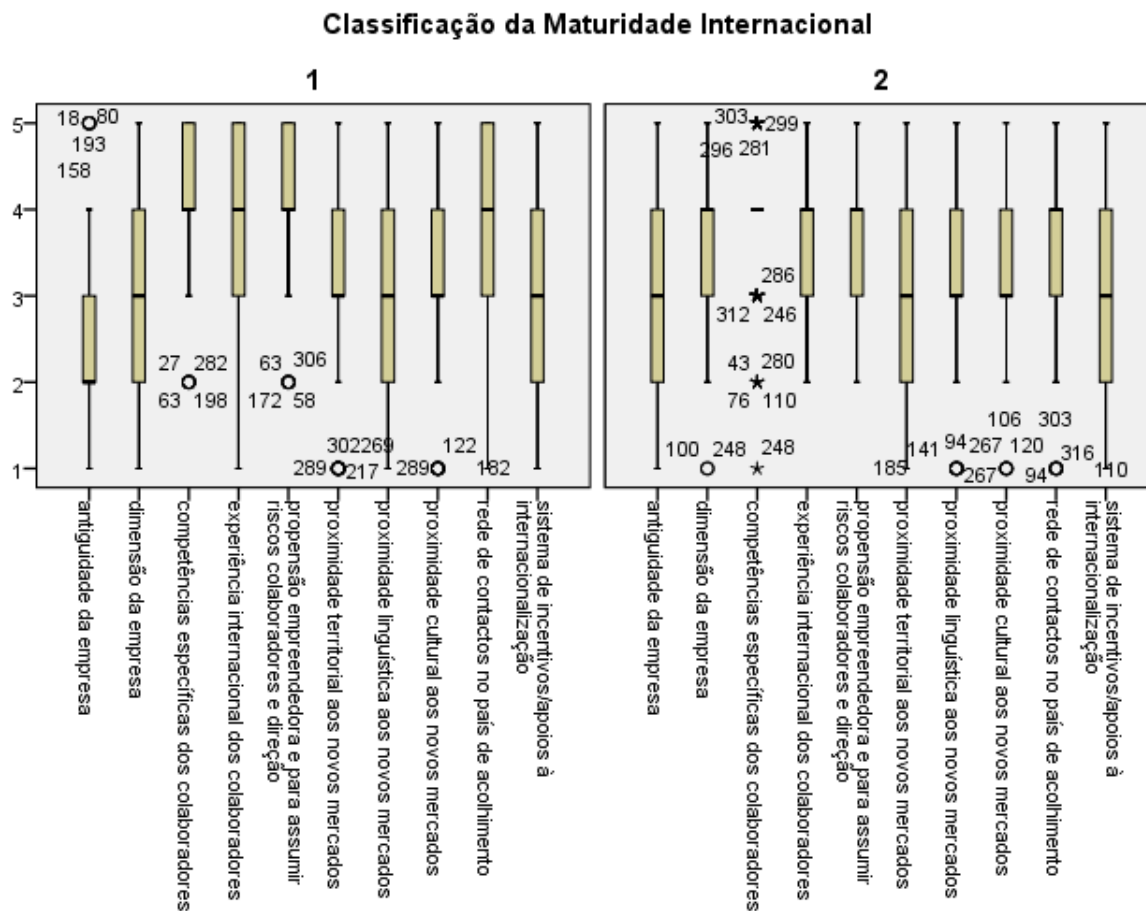 Classificação da Maturidade Internacional
1
2
5
4
3
2
1
18 80
193
158
27 282
63 198
63 306
172 58
302 269
289 217
122
289
182
303 299
296 281
286
312 246
43 280
76 110
248
100 248
185
141 94 267
267
106
120
303
316
94
110
antiguidade da empresa
dimensão da empresa
competências específicas dos colaboradores
experiência internacional dos colaboradores
propensão empreendedora e para assumir
riscos colaboradores e direção
proximidade territorial aos novos mercados
proximidade linguística aos novos mercados
proximidade cultural aos novos mercados
rede de contactos no país de acolhimento
sistema de incentivos/apoios à
internacionalização
antiguidade da empresa
dimensão da empresa
competências específicas dos colaboradores
experiência internacional dos colaboradores
propensão empreendedora e para assumir
riscos colaboradores e direção
proximidade territorial aos novos mercados
proximidade linguística aos novos mercados
proximidade cultural aos novos mercados
rede de contactos no país de acolhimento
sistema de incentivos/apoios à
internacionalização